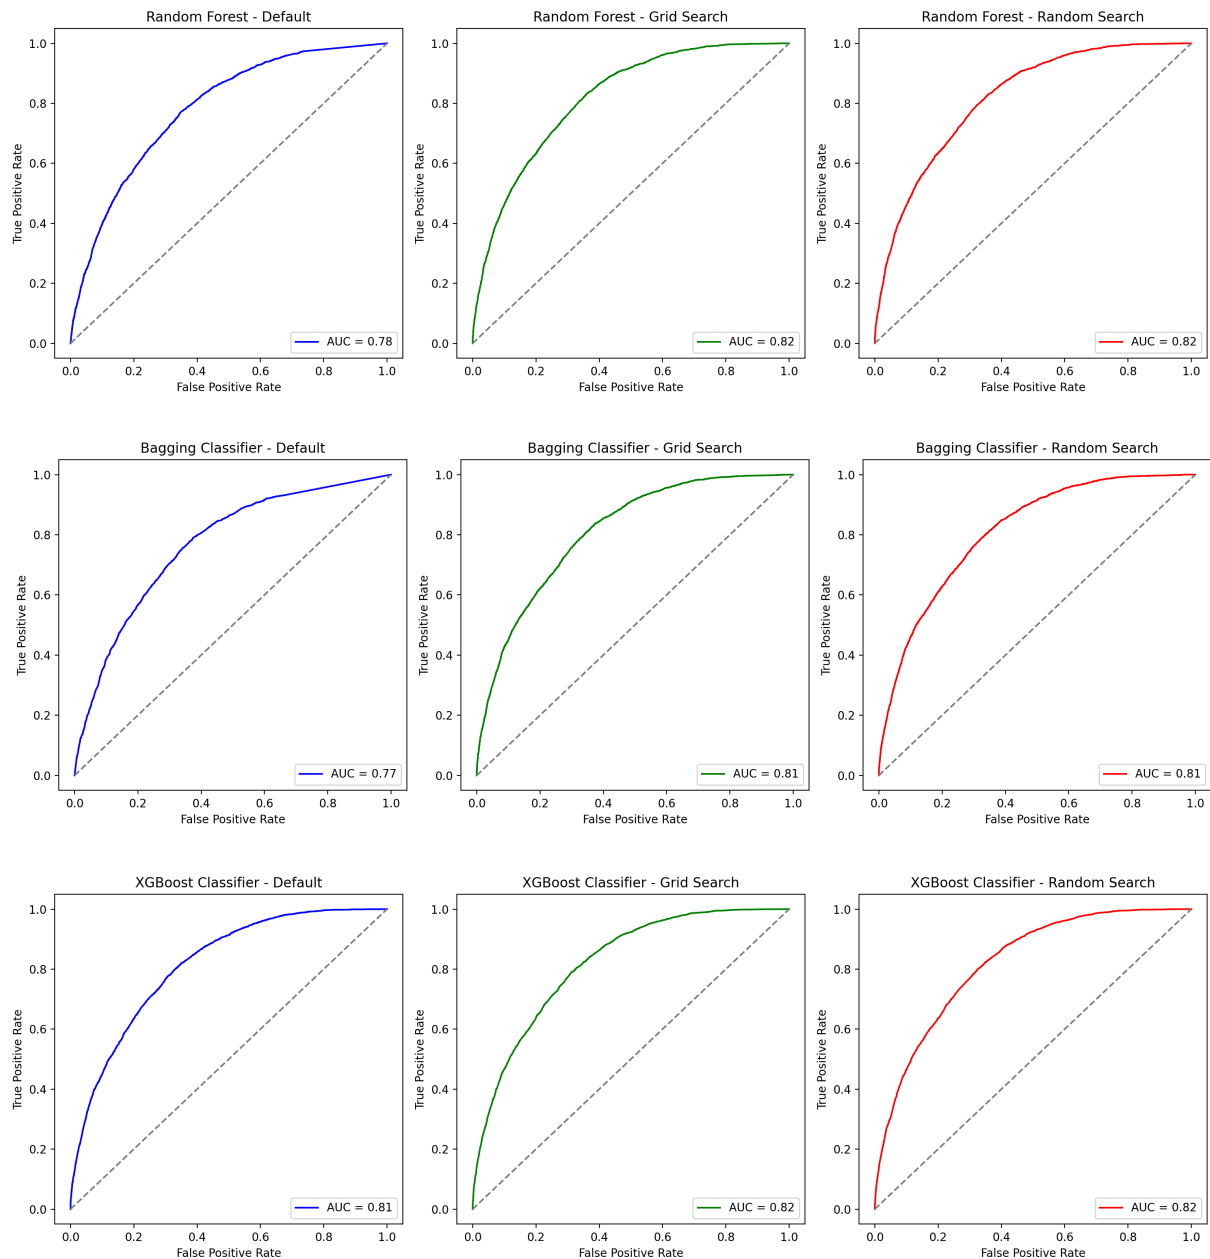 Random Forest - Default
1.0
0.8
0.6
0.4
0.2
0.0
True Positive Rate
AUC = 0.78
0.0 0.2 0.4 0.6 0.8 1.0
False Positive Rate
Random Forest - Grid Search
1.0
0.8
0.6
0.4
0.2
0.0
True Positive Rate
AUC = 0.82
0.0 0.2 0.4 0.6 0.8 1.0
False Positive Rate
Random Forest - Random Search
1.0
0.8
0.6
0.4
0.2
0.0
True Positive Rate
AUC = 0.82
0.0 0.2 0.4 0.6 0.8 1.0
False Positive Rate
Bagging Classifier - Default
1.0
0.8
0.6
0.4
0.2
0.0
True Positive Rate
AUC = 0.77
0.0 0.2 0.4 0.6 0.8 1.0
False Positive Rate
Bagging Classifier - Grid Search
1.0
0.8
0.6
0.4
0.2
0.0
True Positive Rate
AUC = 0.81
0.0 0.2 0.4 0.6 0.8 1.0
False Positive Rate
Bagging Classifier - Random Search
1.0
0.8
0.6
0.4
0.2
0.0
True Positive Rate
AUC = 0.81
0.0 0.2 0.4 0.6 0.8 1.0
False Positive Rate
XGBoost Classifier - Default
1.0
0.8
0.6
0.4
0.2
0.0
True Positive Rate
AUC = 0.81
0.0 0.2 0.4 0.6 0.8 1.0
False Positive Rate
XGBoost Classifier - Grid Search
1.0
0.8
0.6
0.4
0.2
0.0
True Positive Rate
AUC = 0.82
0.0 0.2 0.4 0.6 0.8 1.0
False Positive Rate
XGBoost Classifier - Random Search
1.0
0.8
0.6
0.4
0.2
0.0
True Positive Rate
AUC = 0.82
0.0 0.2 0.4 0.6 0.8 1.0
False Positive Rate